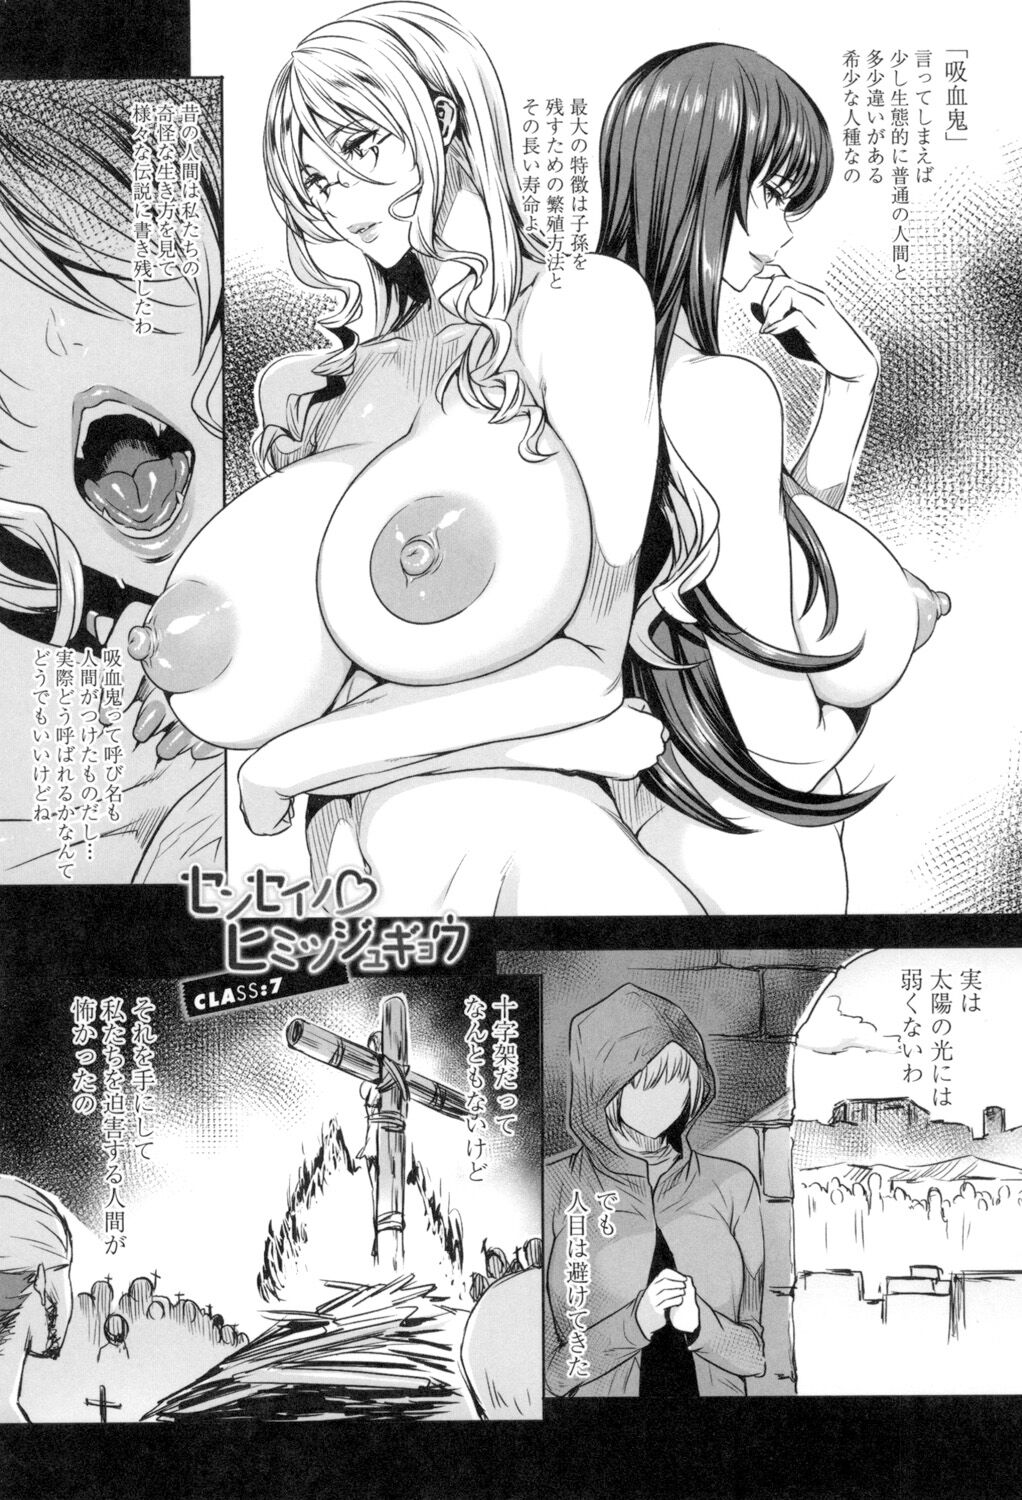 「吸血鬼」
言ってしまえば
少し生態的に普通の人間と
多少違いがある
希少な人種なの
最大の特徴は子孫を
残すための繁殖方法と
その長い寿命よ
昔の人間は私たちの
奇怪な生き方を見て
様々な伝説に書き残したわ
吸血鬼って呼び名も
人間がつけたものだし…
実際どう呼ばれるかなんて
どうでもいいけどね
センセイノ♡
ヒミツジュギョウ
CLASS:7
実は
太陽の光には
弱くないわ
でも
人目は避けてきた
十字架だって
なんともないけど
それを手にして
私たちを迫害する人間が
怖かったの